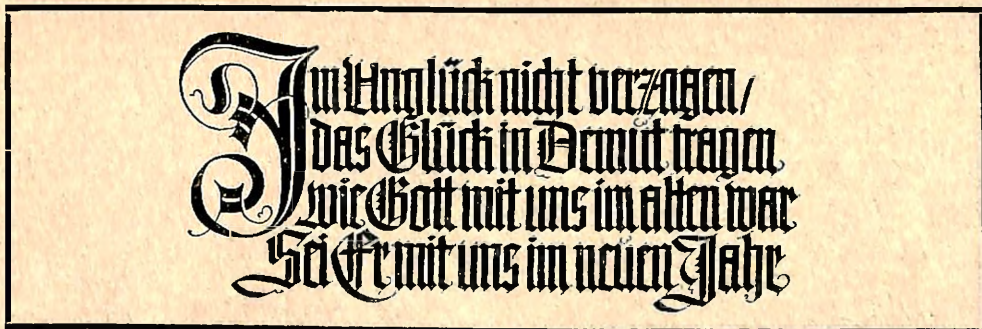 Im Unglück nicht verzagen/
das Glück in Demut tragen
wie Gott mit uns im alten war
Sei Er mit uns im neuen Jahr